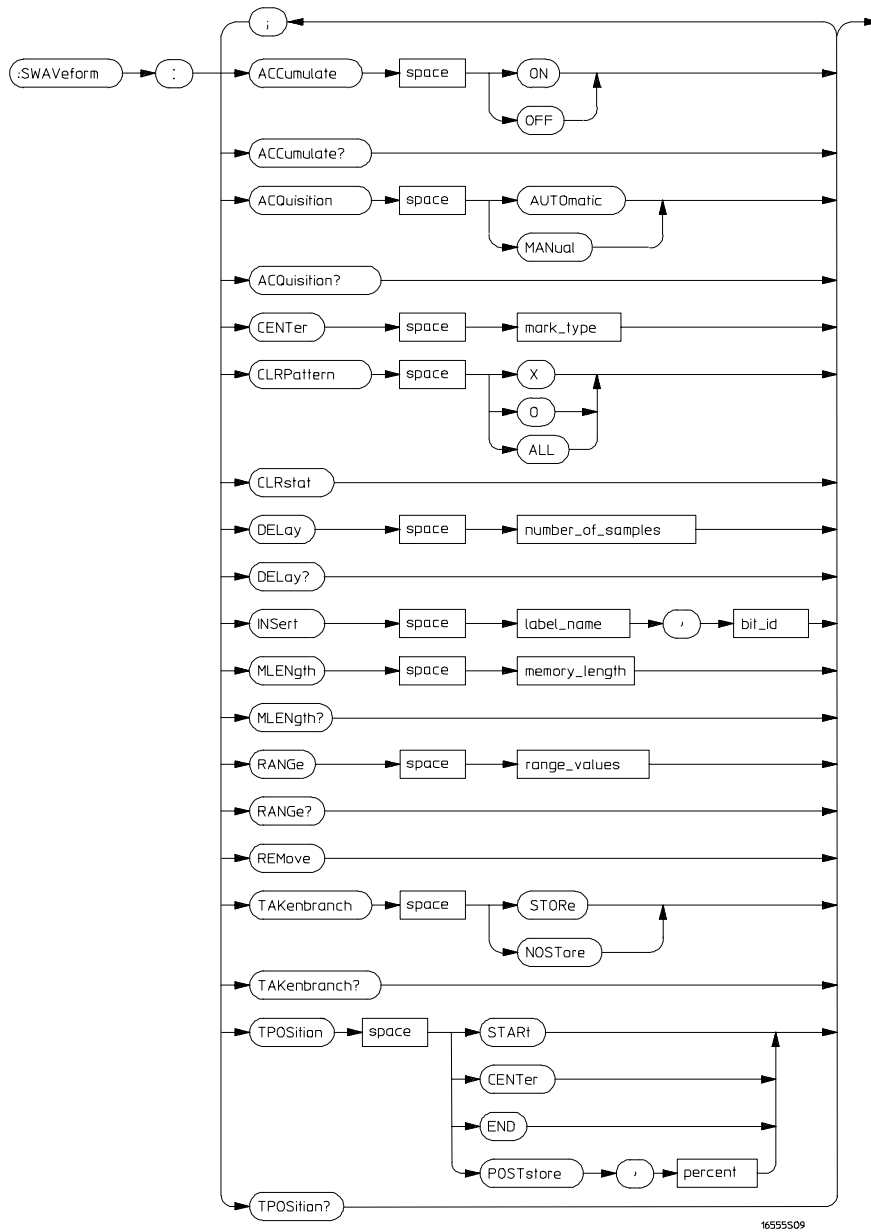 ;
:SWAVeform : ACCumulate space ON
OFF
ACCumulate?
ACQuisition space AUTOmatic
MANual
ACQuisition?
CENTer space mark_type
CLRPattern space X
O
ALL
CLRstat
DELay space number_of_samples
DELay?
INSert space label_name , bit_id
MLENgth space memory_length
MLENgth?
RANGe space range_values
RANGe?
REMove
TAKenbranch space STORe
NOSTore
TAKenbranch?
TPOSition space STARt
CENTer
END
POSTstore , percent
TPOSition?
16555S09